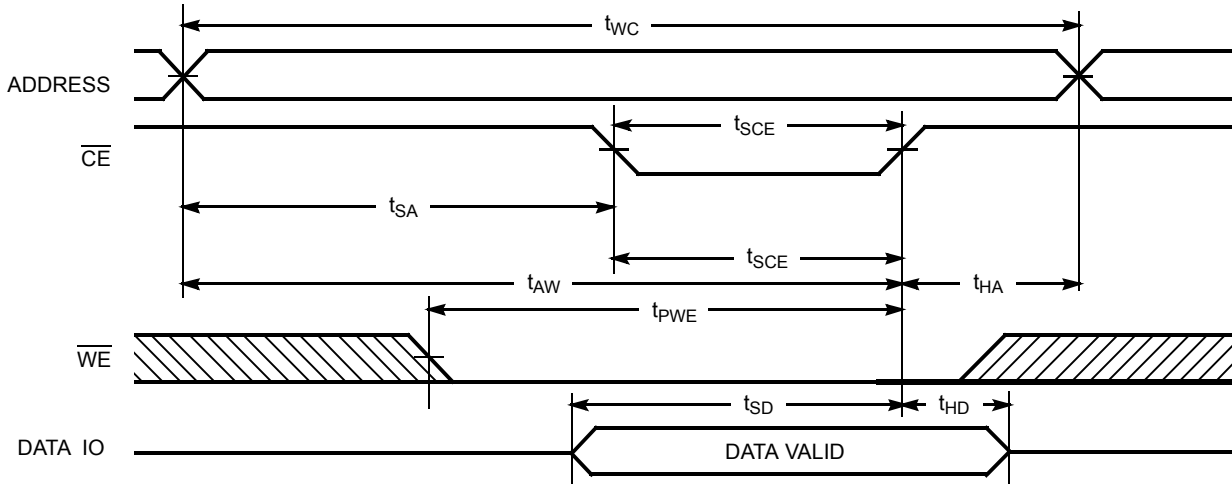 tWC
ADDRESS
tSCE
CE
tSA
tSCE
tAW
tHA
tPWE
WE
tSD
tHD
DATA IO
DATA VALID